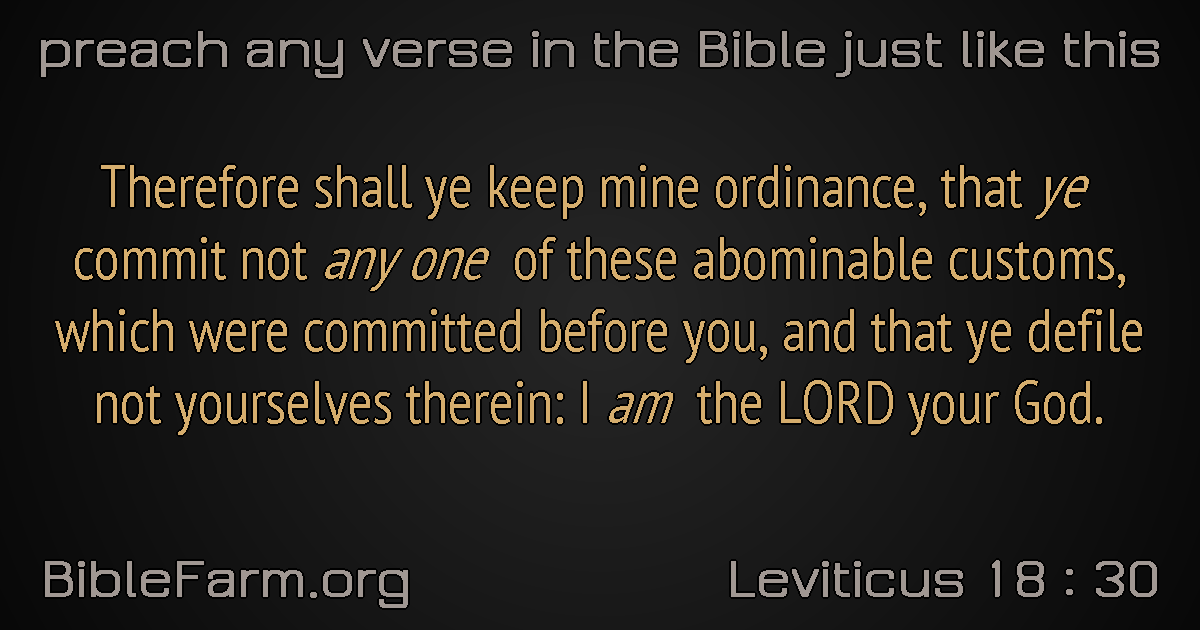 preach any verse in the Bible just like this
Therefore shall ye keep mine ordinance, that ye
commit not any one of these abominable customs,
which were committed before you, and that ye defile
not yourselves therein: I am the LORD your God.
BibleFarm.org
Leviticus 18 : 30